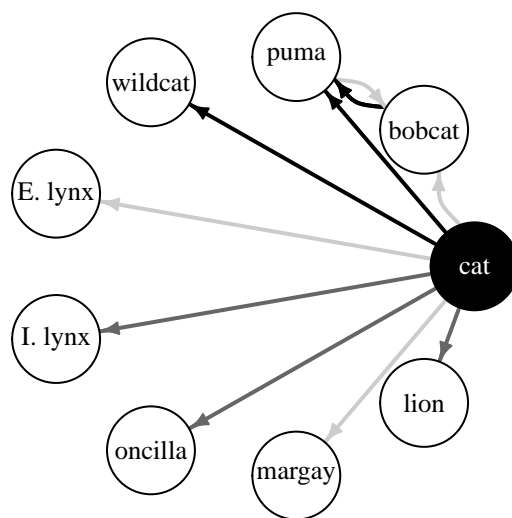 puma
wildcat
bobcat
E. lynx
cat
I. lynx
lion
oncilla
margay